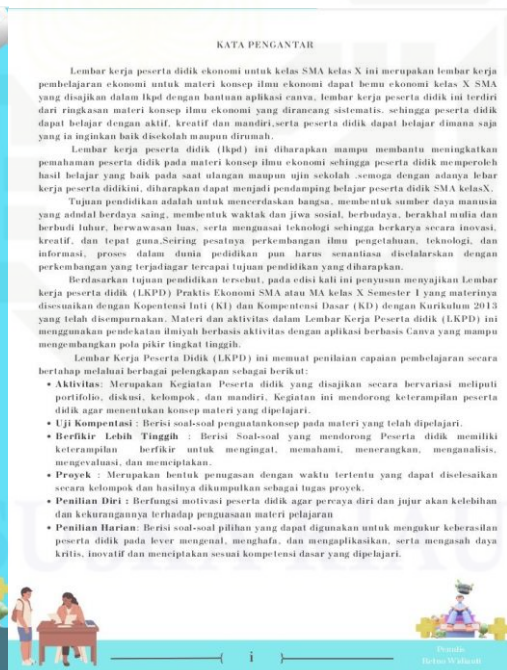 KATA PENGANTAR
Lembar kerja peserta didik ekonomi untuk kelas SMA kelas X ini merupakan lembar kerja
pembelajaran ekonomi untuk materi konsep ilmu ekonomi dapat bemu ekonomi kelas X SMA
yang disajikan dalam lkpd dengan bantuan aplikasi canva, lembar kerja peserta didik ini terdiri
dari ringkasan materi konsep ilmu ekonomi yang dirancang sistematis. sehingga peserta didik
dapat belajar dengan aktif, kreatif dan mandiri,serta peserta didik dapat belajar dimana saja
yang ia inginkan baik disekolah maupun dirumah.
Lembar kerja peserta didik (lkpd) ini diharapkan mampu membantu meningkatkan
pemahaman peserta didik pada materi konsep ilmu ekonomi sehingga peserta didik memperoleh
hasil belajar yang baik pada saat ulangan maupun ujin sekolah .semoga dengan adanya lebar
kerja peserta didikini, diharapkan dapat menjadi pendamping belajar peserta didik SMA kelasX.
Tujuan pendidikan adalah untuk mencerdaskan bangsa, membentuk sumber daya manusia
yang adndal berdaya saing, membentuk waktak dan jiwa sosial, berbudaya, berakhal mulia dan
berbudi luhur, berwawasan luas, serta menguasai teknologi sehingga berkarya secara inovasi,
kreatif, dan tepat guna.Seiring pesatnya perkembangan ilmu pengetahuan, teknologi, dan
informasi, proses dalam dunia pedidikan pun harus senantiasa diselalarskan dengan
perkembangan yang terjadiagar tercapai tujuan pendidikan yang diharapkan.
Berdasarkan tujuan pendidikan tersebut, pada edisi kali ini penyusun menyajikan Lembar
kerja peserta didik (LKPD) Praktis Ekonomi SMA atau MA kelas X Semester I yang materinya
disesuaikan dengan Kopentensi Inti (KI) dan Kompentensi Dasar (KD) dengan Kurikulum 2013
yang telah disempurnakan. Materi dan aktivitas dalam Lembar Kerja Peserta didik (LKPD) ini
menggunakan pendekatan ilmiyah berbasis aktivitas dengan aplikasi berbasis Canva yang mampu
mengembangkan pola pikir tingkat tinggih.
Lembar Kerja Peserta Didik (LKPD) ini memuat penilaian capaian pembelajaran secara
bertahap melalui berbagai pelengkapan sebagai berikut:
• Aktivitas: Merupakan Kegiatan Peserta didik yang disajikan secara bervariasi meliputi
portifolio, diskusi, kelompok, dan mandiri, Kegiatan ini mendorong keterampilan peserta
didik agar menentukan konsep materi yang dipelajari.
• Uji Kompentasi : Berisi soal-soal penguatankonsep pada materi yang telah dipelajari.
• Berfikir Lebih Tinggih : Berisi Soal-soal yang mendorong Peserta didik memiliki
keterampilan berfikir untuk mengingat, memahami, menerangkan, menganalisis,
mengevaluasi, dan menciptakan.
• Proyek : Merupakan bentuk penugasan dengan waktu tertentu yang dapat diselesaikan
secara kelompok dan hasilnya dikumpulkan sebagai tugas proyek.
• Penilian Diri : Berfungsi motivasi peserta didik agar percaya diri dan jujur akan kelebihan
dan kekurangannya terhadap penguasaan materi pelajaran
• Penilian Harian: Berisi soal-soal pilihan yang dapat digunakan untuk mengukur keberasilan
peserta didik pada lever mengenal, menghafa, dan mengaplikasikan, serta mengasah daya
kritis, inovatif dan menciptakan sesuai kompetensi dasar yang dipelajari.
i
Penulis
Retno Widianti